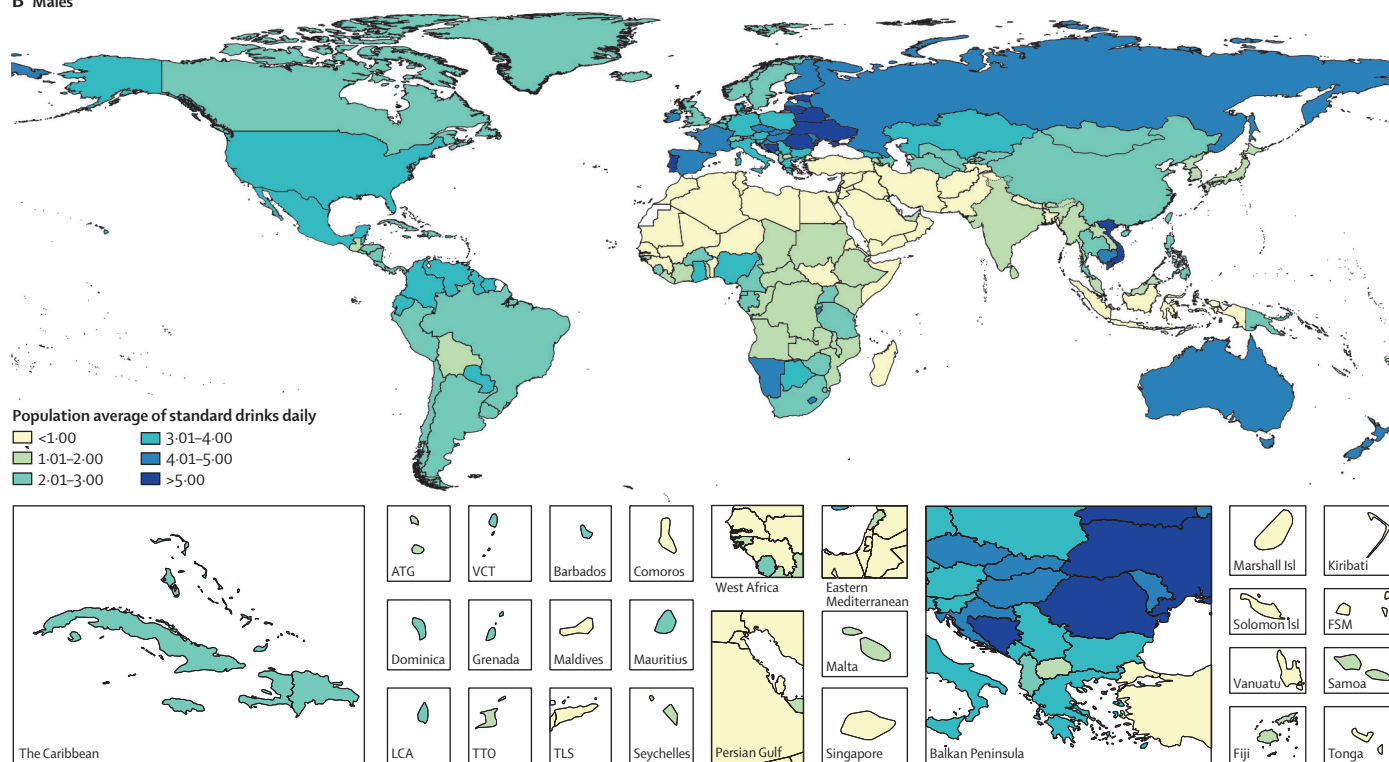 B Males
Population average of standard drinks daily
<1·00
1·01–2·00
2·01–3·00
3·01–4·00
4·01–5·00
>5·00
The Caribbean
ATG
VCT
Barbados
Comoros
Dominica
Grenada
Maldives
Mauritius
LCA
TTO
TLS
Seychelles
West Africa
Eastern
Mediterranean
Persian Gulf
Malta
Singapore
Balkan Peninsula
Marshall Isl
Kiribati
Solomon Isl
FSM
Vanuatu
Samoa
Fiji
Tonga